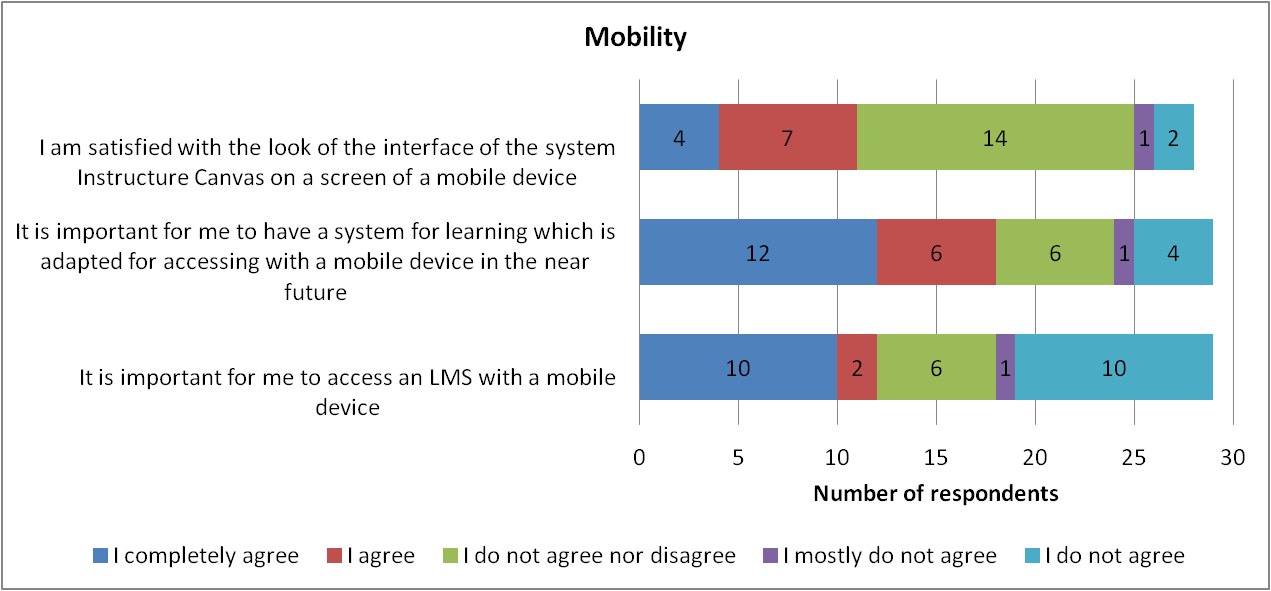 Mobility
I am satisfied with the look of the interface of the system
Instructure Canvas on a screen of a mobile device
4 7 14 1 2
It is important for me to have a system for learning which is
adapted for accessing with a mobile device in the near
future
12 6 6 1 4
It is important for me to access an LMS with a mobile
device
10 2 6 1 10
0 5 10 15 20 25 30
Number of respondents
I completely agree I agree I do not agree nor disagree I mostly do not agree I do not agree